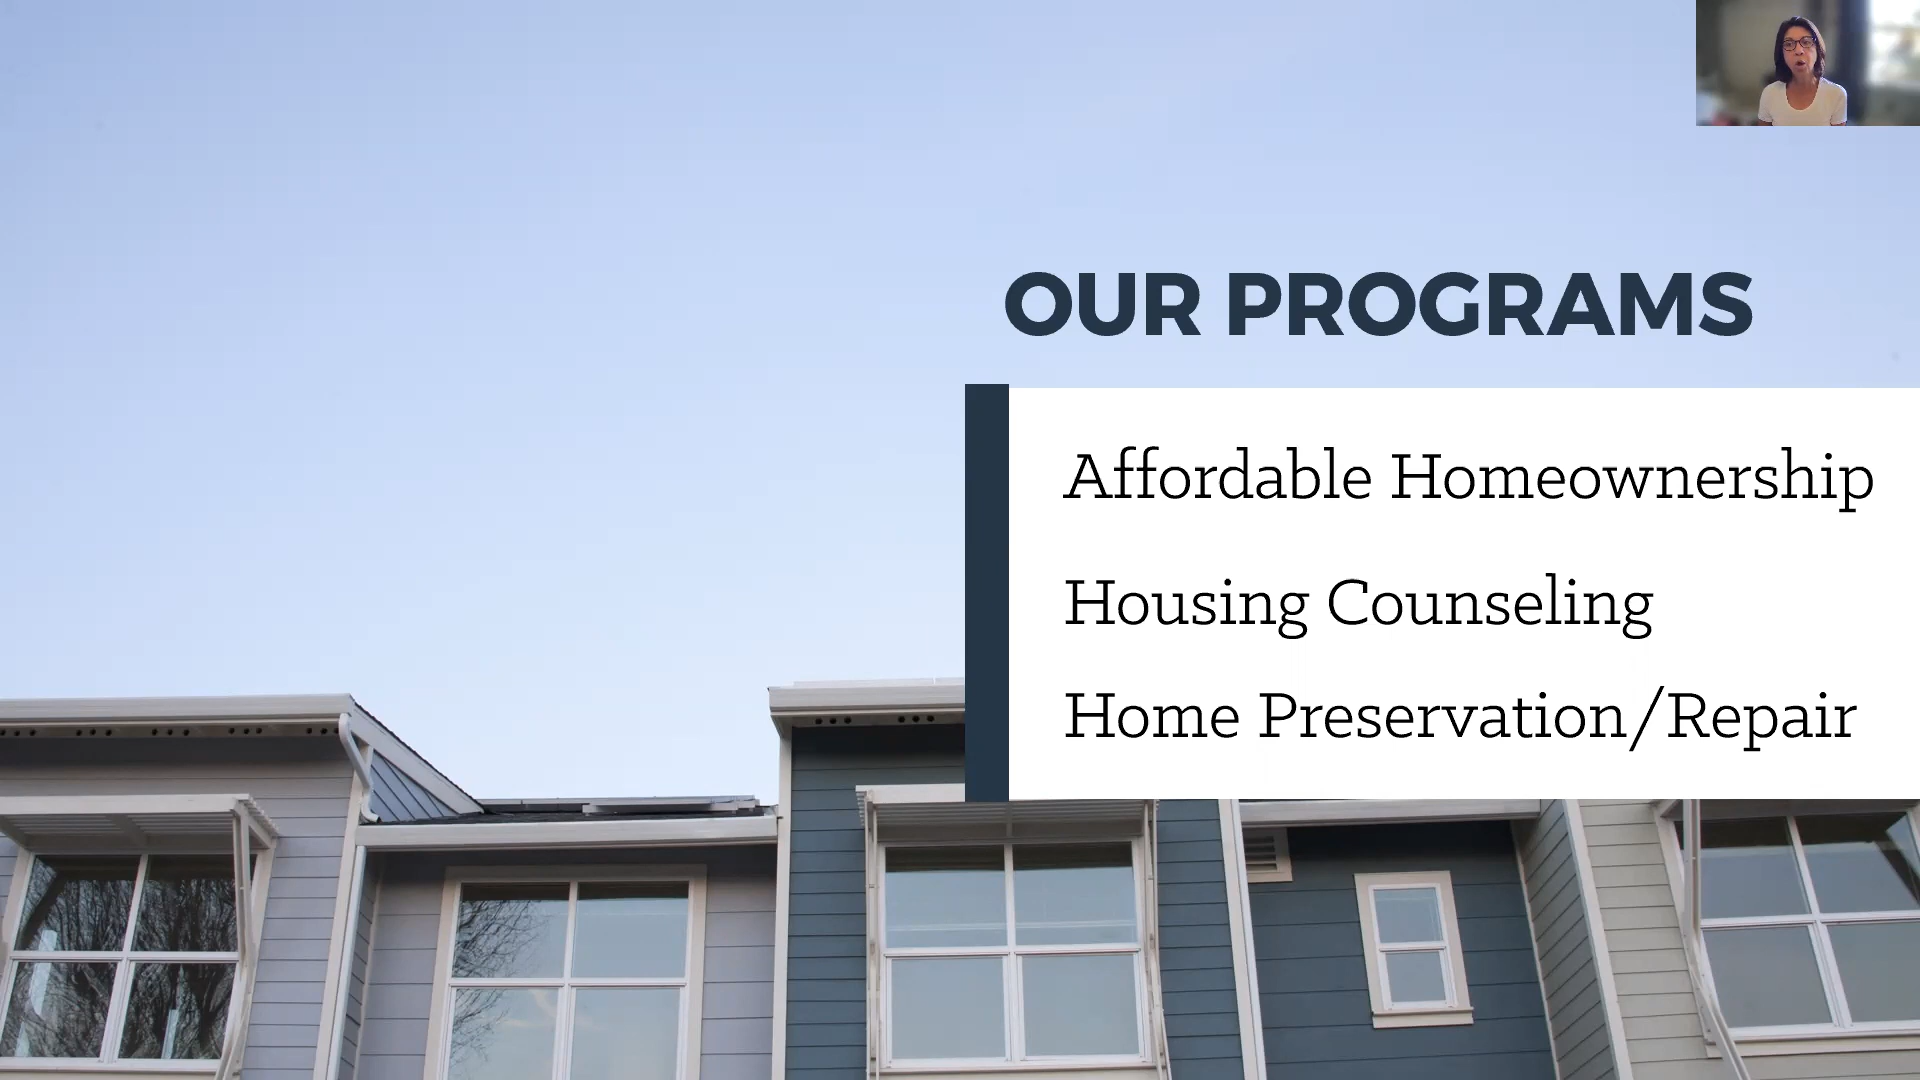 OUR PROGRAMS
Affordable Homeownership
Housing Counseling
Home Preservation/Repair